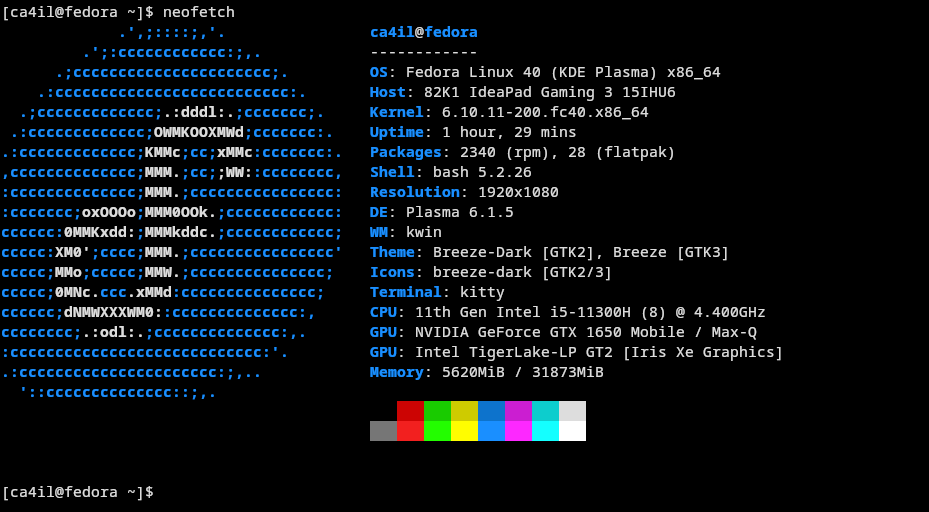 [ca4il@fedora ~]$ neofetch
             .',;::::;,'.                 ca4il@fedora
         .';:cccccccccccc:;,.             ------------
      .;cccccccccccccccccccccc;.          OS: Fedora Linux 40 (KDE Plasma) x86_64
    .:cccccccccccccccccccccccccc:.        Host: 82K1 IdeaPad Gaming 3 15IHU6
  .;ccccccccccccc;.:dddl:.;ccccccc;.      Kernel: 6.10.11-200.fc40.x86_64
 .:ccccccccccccc;OWMKOOXMWd;ccccccc:.     Uptime: 1 hour, 29 mins
.:ccccccccccccc;KMMc;cc;xMMc:ccccccc:.    Packages: 2340 (rpm), 28 (flatpak)
,cccccccccccccc;MMM.;cc;;WW::cccccccc,    Shell: bash 5.2.26
:cccccccccccccc;MMM.;cccccccccccccccc:    Resolution: 1920x1080
:ccccccc;oxOOOo;MMM0OOk.;cccccccccccc:    DE: Plasma 6.1.5
cccccc:0MMKxdd:;MMMkddc.;cccccccccccc;    WM: kwin
ccccc:XM0';cccc;MMM.;cccccccccccccccc'    Theme: Breeze-Dark [GTK2], Breeze [GTK3]
ccccc;MMo;ccccc;MMW.;ccccccccccccccc;     Icons: breeze-dark [GTK2/3]
ccccc;0MNc.ccc.xMMd:ccccccccccccccc;      Terminal: kitty
cccccc;dNMWXXXWM0::cccccccccccccc:,       CPU: 11th Gen Intel i5-11300H (8) @ 4.400GHz
cccccccc;.:odl:.;cccccccccccccc:,.        GPU: NVIDIA GeForce GTX 1650 Mobile / Max-Q
:cccccccccccccccccccccccccccc:'.          GPU: Intel TigerLake-LP GT2 [Iris Xe Graphics]
.:cccccccccccccccccccccc:;,..             Memory: 5620MiB / 31873MiB
  '::cccccccccccccc::;,.
[ca4il@fedora ~]$